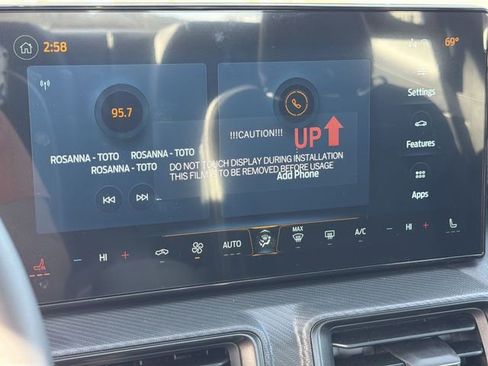 2:58
69°
95.7
ROSANNA - TOTO ROSANNA - TOTO
ROSANNA - TOTO
!!!CAUTION!!! UP
DO NOT TOUCH DISPLAY DURING INSTALLATION
THIS FILM IS TO BE REMOVED BEFORE USAGE
Add Phone
Settings
Features
Apps
- HI + AUTO MAX A/C - HI +